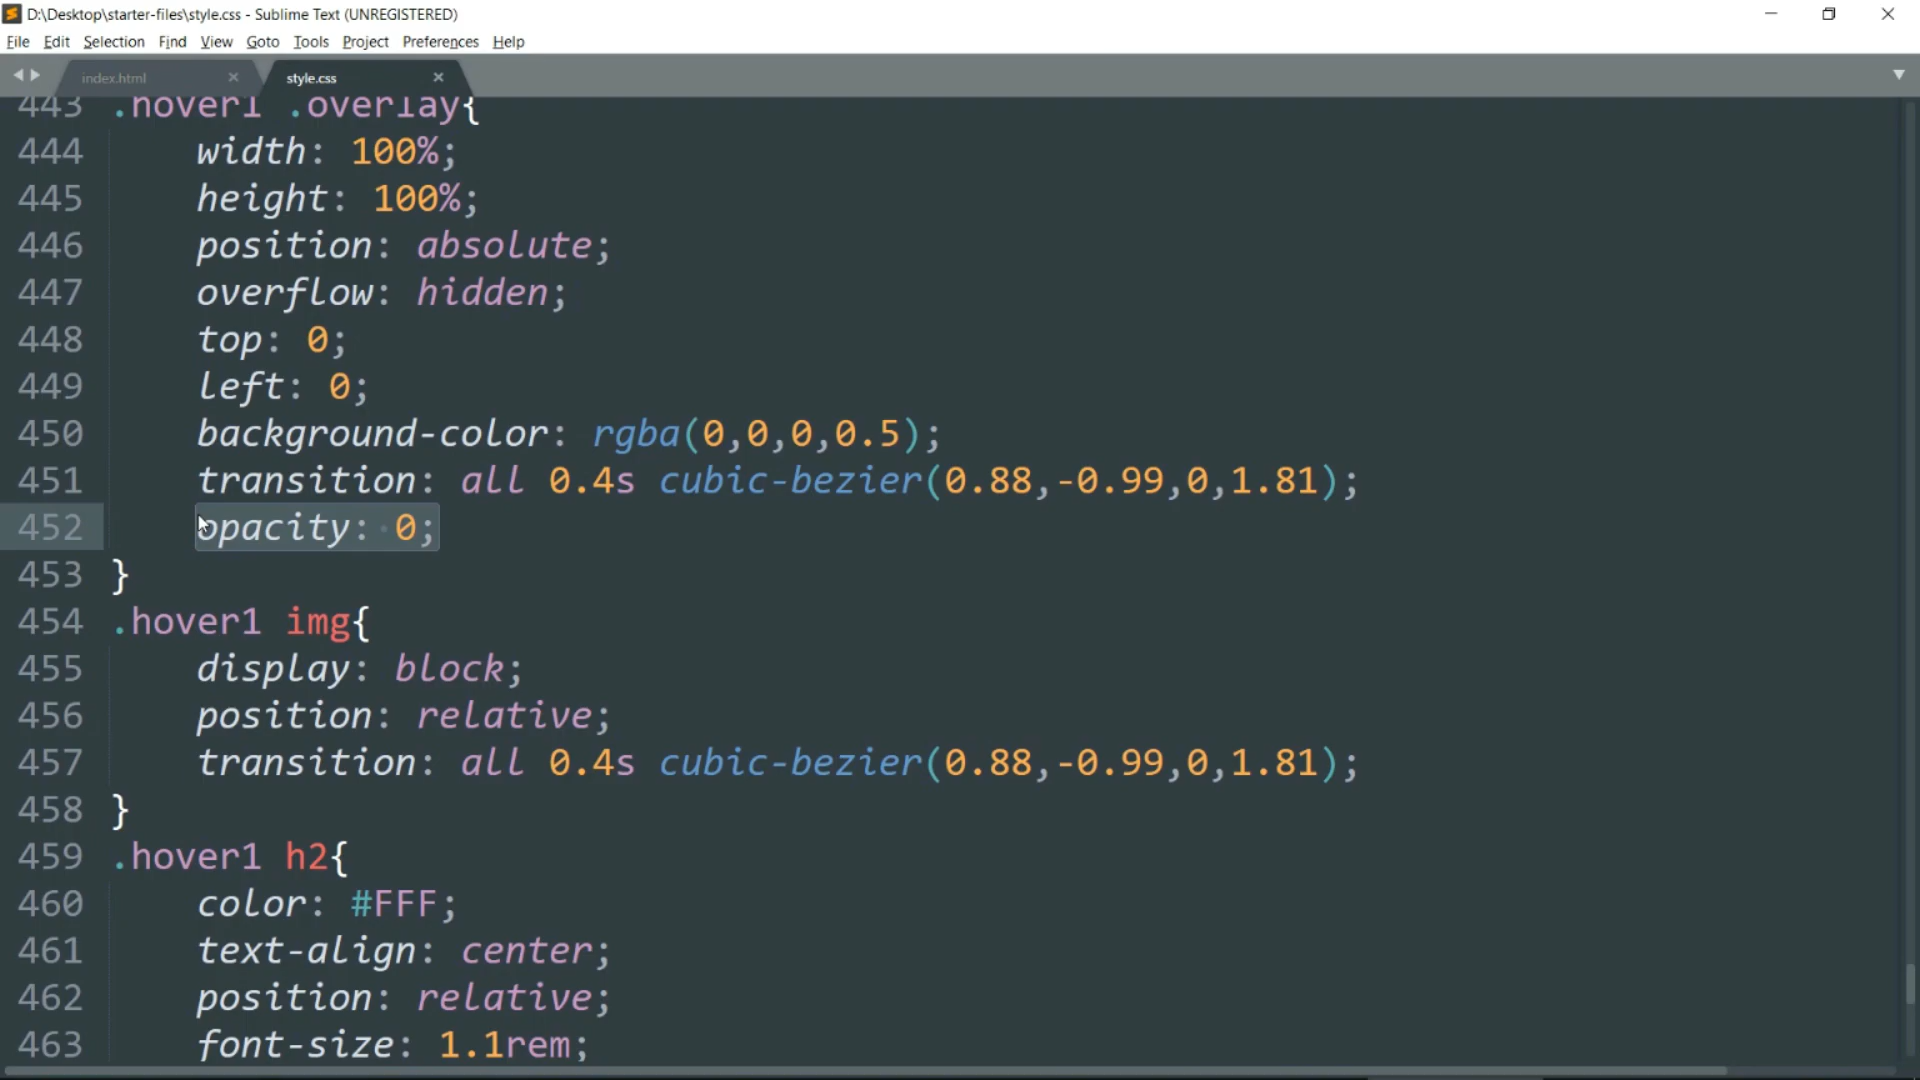 D:\Desktop\starter-files\style.css - Sublime Text (UNREGISTERED)
File Edit Selection Find View Goto Tools Project Preferences Help
index.html style.css
443 .hover1 .overlay{
444 width: 100%;
445 height: 100%;
446 position: absolute;
447 overflow: hidden;
448 top: 0;
449 left: 0;
450 background-color: rgba(0,0,0,0.5);
451 transition: all 0.4s cubic-bezier(0.88,-0.99,0,1.81);
452 opacity: 0;
453 }
454 .hover1 img{
455 display: block;
456 position: relative;
457 transition: all 0.4s cubic-bezier(0.88,-0.99,0,1.81);
458 }
459 .hover1 h2{
460 color: #FFF;
461 text-align: center;
462 position: relative;
463 font-size: 1.1rem;